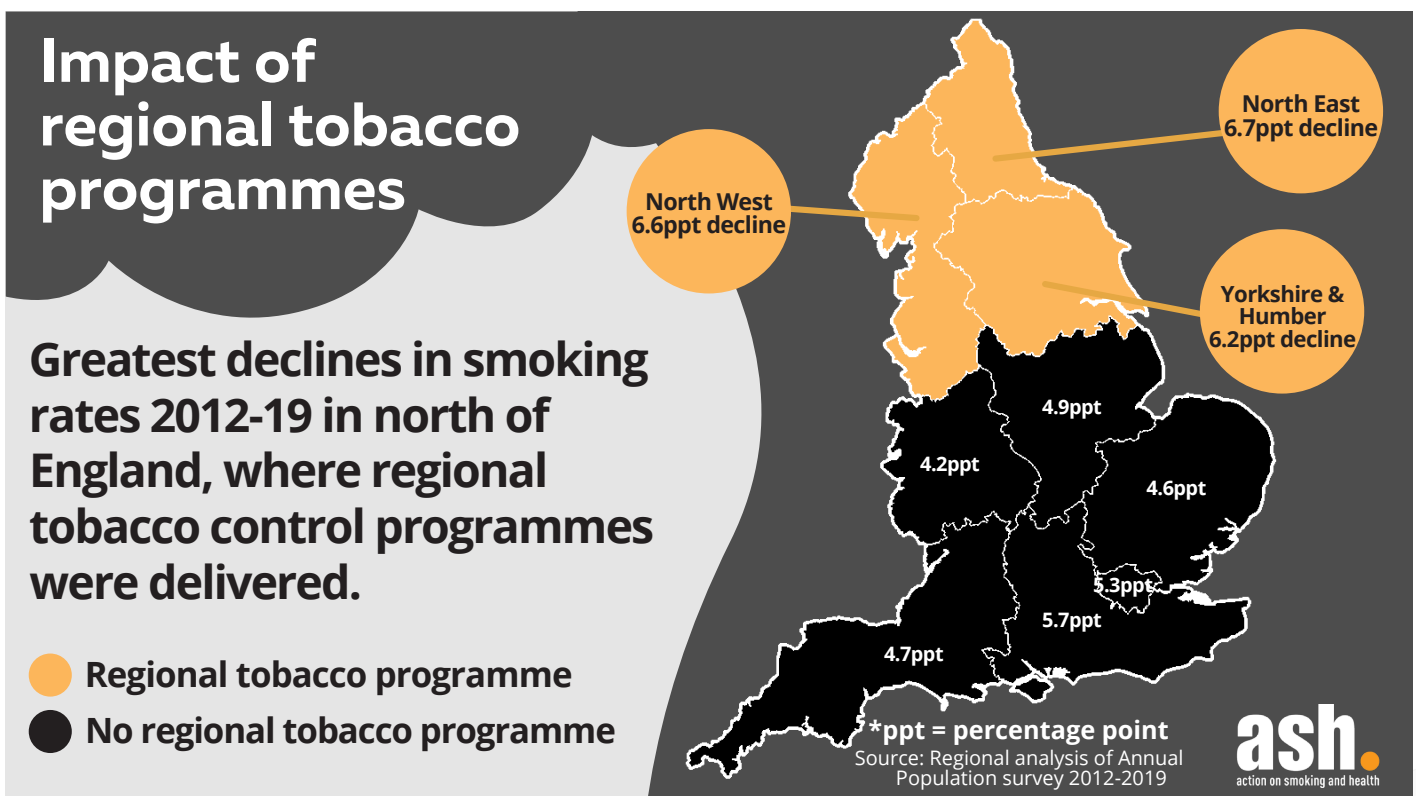 Impact of
regional tobacco
programmes
Greatest declines in smoking
rates 2012-19 in north of
England, where regional
tobacco control programmes
were delivered.
Regional tobacco programme
No regional tobacco programme
North East
6.7ppt decline
North West
6.6ppt decline
Yorkshire &
Humber
6.2ppt decline
4.9ppt
4.2ppt
4.6ppt
5.3ppt
5.7ppt
4.7ppt
*ppt = percentage point
Source: Regional analysis of Annual
Population survey 2012-2019
ash.
action on smoking and health